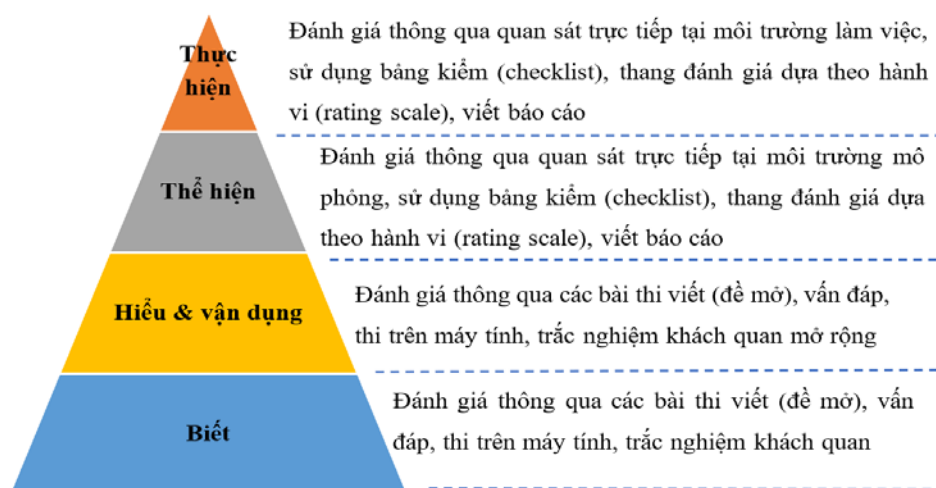 Thực
hiện
Đánh giá thông qua quan sát trực tiếp tại môi trường làm việc,
sử dụng bảng kiểm (checklist), thang đánh giá dựa theo hành
vi (rating scale), viết báo cáo
Thể hiện
Đánh giá thông qua quan sát trực tiếp tại môi trường mô
phỏng, sử dụng bảng kiểm (checklist), thang đánh giá dựa
theo hành vi (rating scale), viết báo cáo
Hiểu & vận dụng
Đánh giá thông qua các bài thi viết (đề mở), vấn đáp,
thi trên máy tính, trắc nghiệm khách quan mở rộng
Biết
Đánh giá thông qua các bài thi viết (đề mở), vấn
đáp, thi trên máy tính, trắc nghiệm khách quan